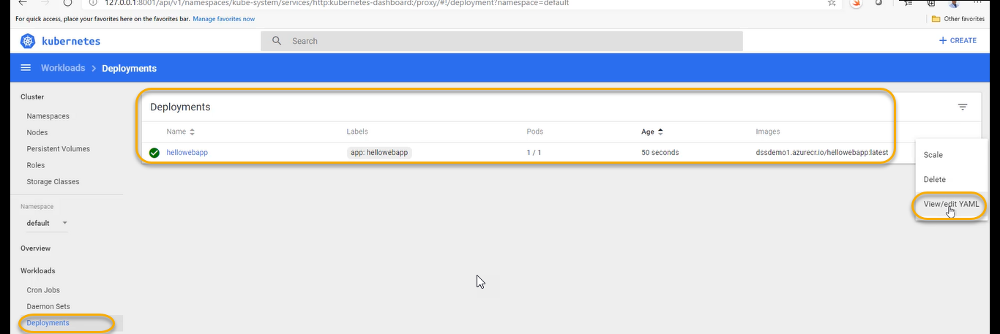 127.0.0.1:8001/api/v1/namespaces/kube-system/services/http:kubernetes-dashboard:/proxy/#!/deployment?namespace=default
For quick access, place your favorites here on the favorites bar. Manage favorites now
Other favorites
kubernetes
Search
+ CREATE
Workloads > Deployments
Cluster
Namespaces
Nodes
Persistent Volumes
Roles
Storage Classes
Namespace
default
Overview
Workloads
Cron Jobs
Daemon Sets
Deployments
Deployments
Name Labels Pods Age Images
hellowebapp app: hellowebapp 1 / 1 50 seconds dssdemo1.azurecr.io/hellowebapp:latest
Scale
Delete
View/edit YAML